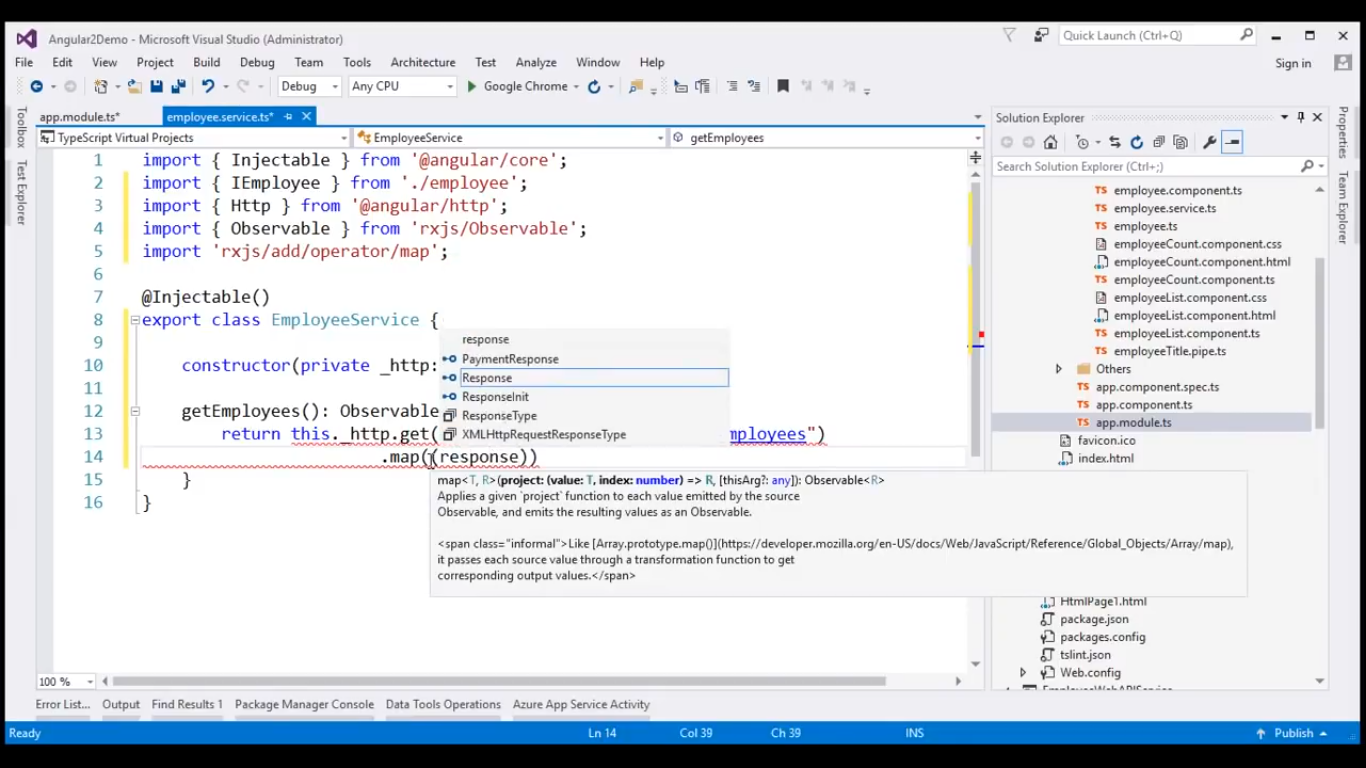 Angular2Demo - Microsoft Visual Studio (Administrator)
Quick Launch (Ctrl+Q)
File Edit View Project Build Debug Team Tools Architecture Test Analyze Window Help
Sign in
Debug Any CPU Google Chrome
app.module.ts* employee.service.ts*
Toolbox
Test Explorer
TypeScript Virtual Projects EmployeeService getEmployees
1 import { Injectable } from '@angular/core';
2 import { IEmployee } from './employee';
3 import { Http } from '@angular/http';
4 import { Observable } from 'rxjs/Observable';
5 import 'rxjs/add/operator/map';
6
7 @Injectable()
8 export class EmployeeService {
9
10 constructor(private _http:
11
12 getEmployees(): Observable
13 return this._http.get( mployees")
14 .map((response))
15 }
16 }
response
PaymentResponse
Response
ResponseInit
ResponseType
XMLHttpRequestResponseType
map<T, R>(project: (value: T, index: number) => R, [thisArg?: any]): Observable<R>
Applies a given `project` function to each value emitted by the source
Observable, and emits the resulting values as an Observable.
<span class="informal">Like [Array.prototype.map()](https://developer.mozilla.org/en-US/docs/Web/JavaScript/Reference/Global_Objects/Array/map),
it passes each source value through a transformation function to get
corresponding output values.</span>
100 %
Solution Explorer
Search Solution Explorer (Ctrl+;)
TS employee.component.ts
TS employee.service.ts
TS employee.ts
employeeCount.component.css
employeeCount.component.html
TS employeeCount.component.ts
employeeList.component.css
employeeList.component.html
TS employeeList.component.ts
TS employeeTitle.pipe.ts
Others
TS app.component.spec.ts
TS app.component.ts
TS app.module.ts
favicon.ico
index.html
HtmlPage1.html
package.json
packages.config
tslint.json
Web.config
EmployeeWebAPIService
Properties
Team Explorer
Error List... Output Find Results 1 Package Manager Console Data Tools Operations Azure App Service Activity
Ready Ln 14 Col 39 Ch 39 INS Publish